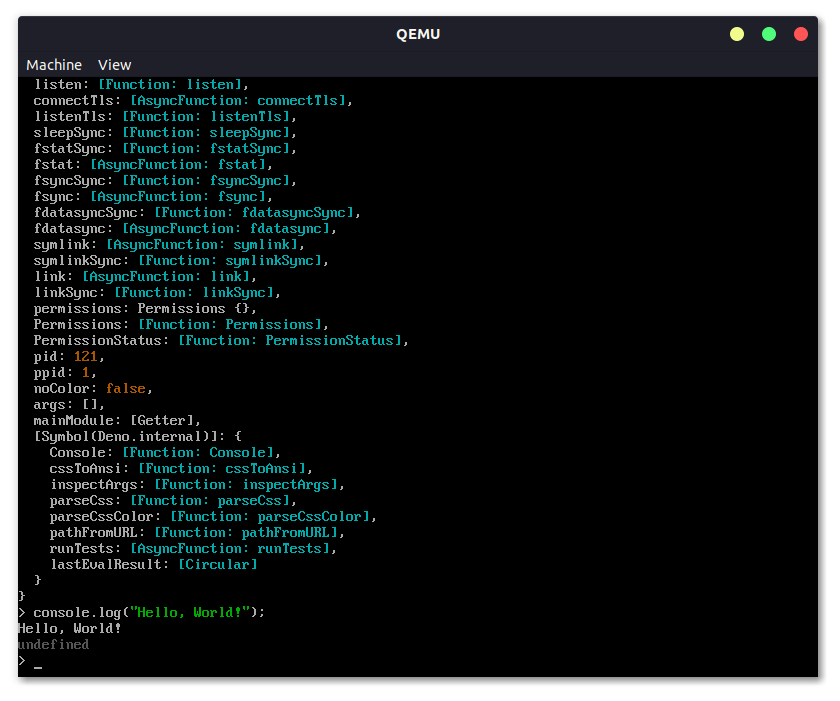 QEMU
Machine View
listen: [Function: listen],
connectTls: [AsyncFunction: connectTls],
listenTls: [Function: listenTls],
sleepSync: [Function: sleepSync],
fstatSync: [Function: fstatSync],
fstat: [AsyncFunction: fstat],
fsyncSync: [Function: fsyncSync],
fsync: [AsyncFunction: fsync],
fdatasyncSync: [Function: fdatasyncSync],
fdatasync: [AsyncFunction: fdatasync],
symlink: [AsyncFunction: symlink],
symlinkSync: [Function: symlinkSync],
link: [AsyncFunction: link],
linkSync: [Function: linkSync],
permissions: Permissions {},
Permissions: [Function: Permissions],
PermissionStatus: [Function: PermissionStatus],
pid: 121,
ppid: 1,
noColor: false,
args: [],
mainModule: [Getter],
[Symbol(Deno.internal)]: {
Console: [Function: Console],
cssToAnsi: [Function: cssToAnsi],
inspectArgs: [Function: inspectArgs],
parseCss: [Function: parseCss],
parseCssColor: [Function: parseCssColor],
pathFromURL: [Function: pathFromURL],
runTests: [AsyncFunction: runTests],
lastEvalResult: [Circular]
}
}
> console.log("Hello, World!");
Hello, World!
undefined
> _